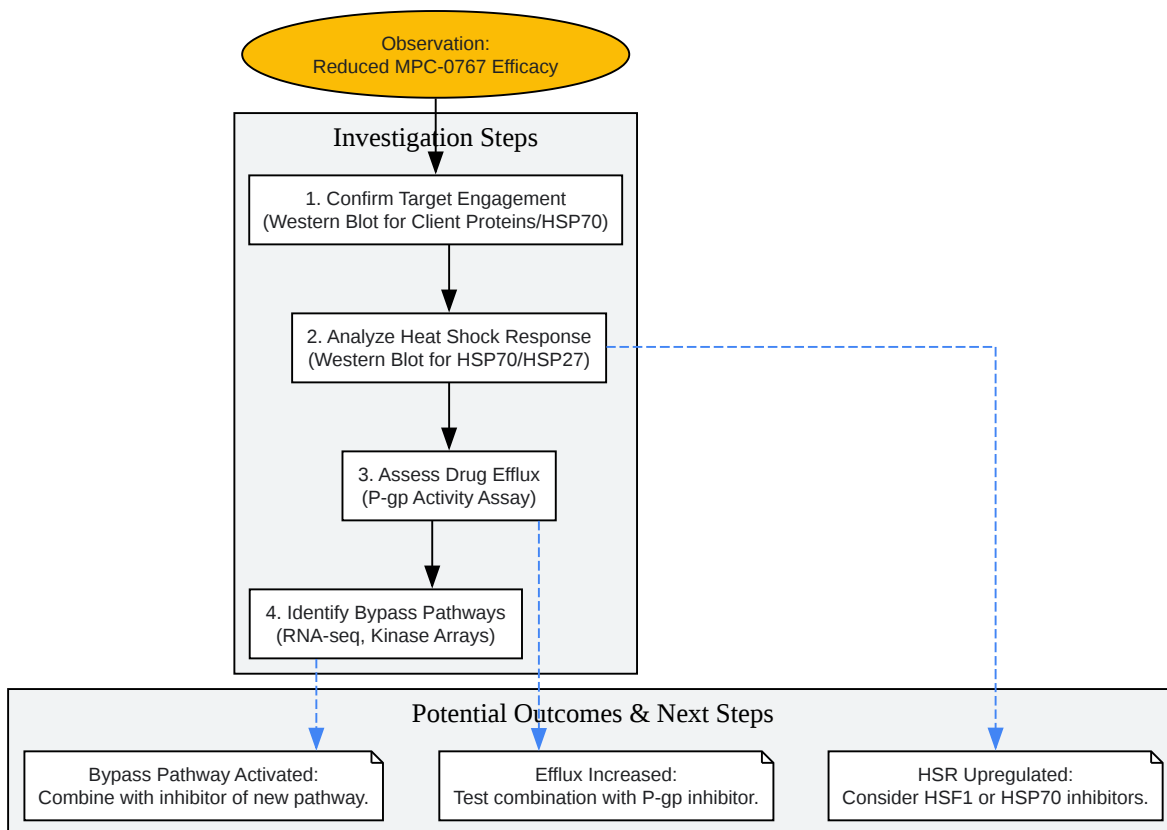 Observation:
Reduced MPC-0767 Efficacy
Investigation Steps
1. Confirm Target Engagement
(Western Blot for Client Proteins/HSP70)
2. Analyze Heat Shock Response
(Western Blot for HSP70/HSP27)
3. Assess Drug Efflux
(P-gp Activity Assay)
4. Identify Bypass Pathways
(RNA-seq, Kinase Arrays)
Potential Outcomes & Next Steps
Bypass Pathway Activated:
Combine with inhibitor of new pathway.
Efflux Increased:
Test combination with P-gp inhibitor.
HSR Upregulated:
Consider HSF1 or HSP70 inhibitors.